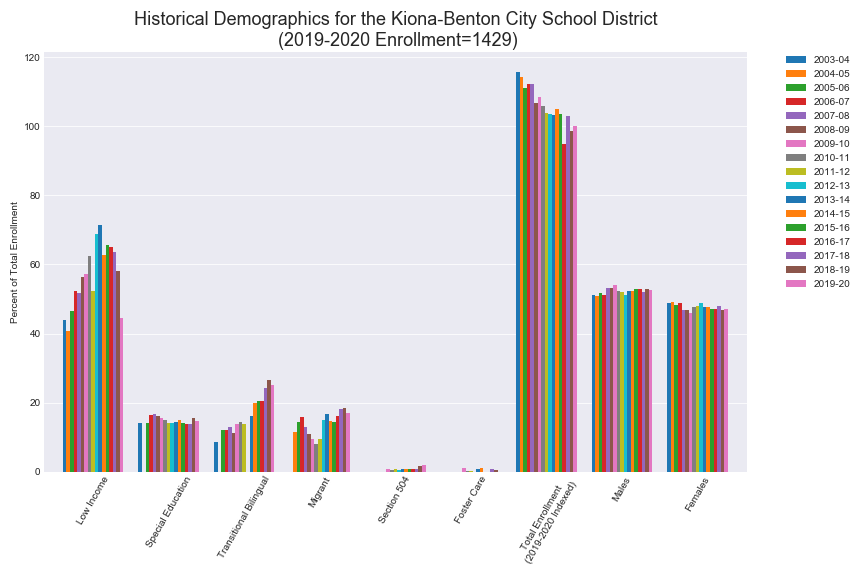 Historical Demographics for the Kiona-Benton City School District
(2019-2020 Enrollment=1429)
Percent of Total Enrollment
120
100
80
60
40
20
0
Low Income
Special Education
Transitional Bilingual
Migrant
Section 504
Foster Care
Total Enrollment
(2019-2020 Indexed)
Males
Females
2003-04
2004-05
2005-06
2006-07
2007-08
2008-09
2009-10
2010-11
2011-12
2012-13
2013-14
2014-15
2015-16
2016-17
2017-18
2018-19
2019-20